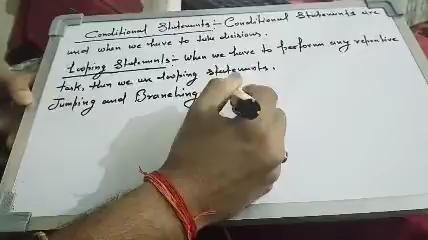 Conditional Statements :- Conditional Statements are
used when we have to take decisions.
Looping Statements :- When we have to perform any repetitive
task, then we use looping statements.
Jumping and Branching